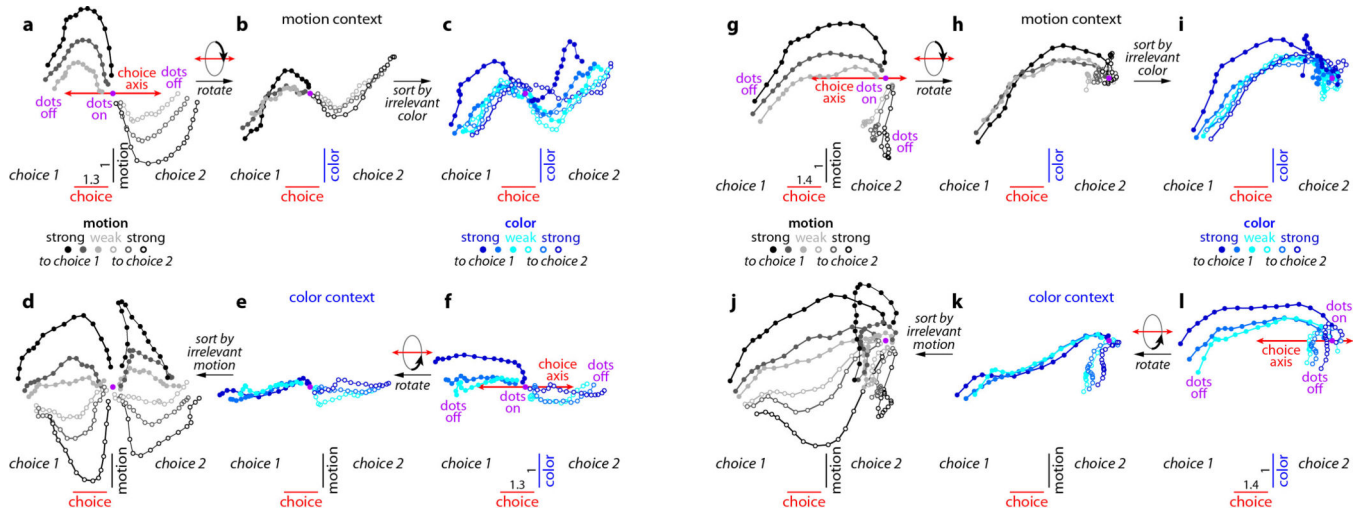 a
b
motion context
c
choice
axis
dots
off
dots
off
dots
on
rotate
sort by
irrelevant
color
choice 1
1.3
1
motion
choice 2
choice
choice 1
color
choice 2
choice
choice 1
color
choice 2
choice
motion
strong weak strong
to choice 1 to choice 2
color
strong weak strong
to choice 1 to choice 2
d
e
color context
f
sort by
irrelevant
motion
rotate
choice
axis
dots
off
dots
on
dots
off
choice 1
motion
choice 2
choice
choice 1
motion
choice 2
choice
choice 1
1.3
1
color
choice 2
choice
g
h
motion context
i
dots
off
choice
axis
dots
on
dots
off
rotate
sort by
irrelevant
color
choice 1
1.4
1
motion
choice 2
choice
choice 1
color
choice 2
choice
choice 1
color
choice 2
choice
motion
strong weak strong
to choice 1 to choice 2
color
strong weak strong
to choice 1 to choice 2
j
k
color context
l
sort by
irrelevant
motion
rotate
dots
on
choice
axis
dots
off
dots
off
choice 1
motion
choice 2
choice
choice 1
motion
choice 2
choice
choice 1
1.4
1
color
choice 2
choice